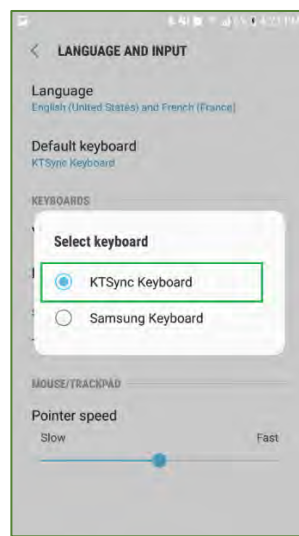 LANGUAGE AND INPUT
Language
English (United States) and French (France)
Default keyboard
KTSync Keyboard
KEYBOARDS
Select keyboard
KTSync Keyboard
Samsung Keyboard
MOUSE/TRACKPAD
Pointer speed
Slow Fast